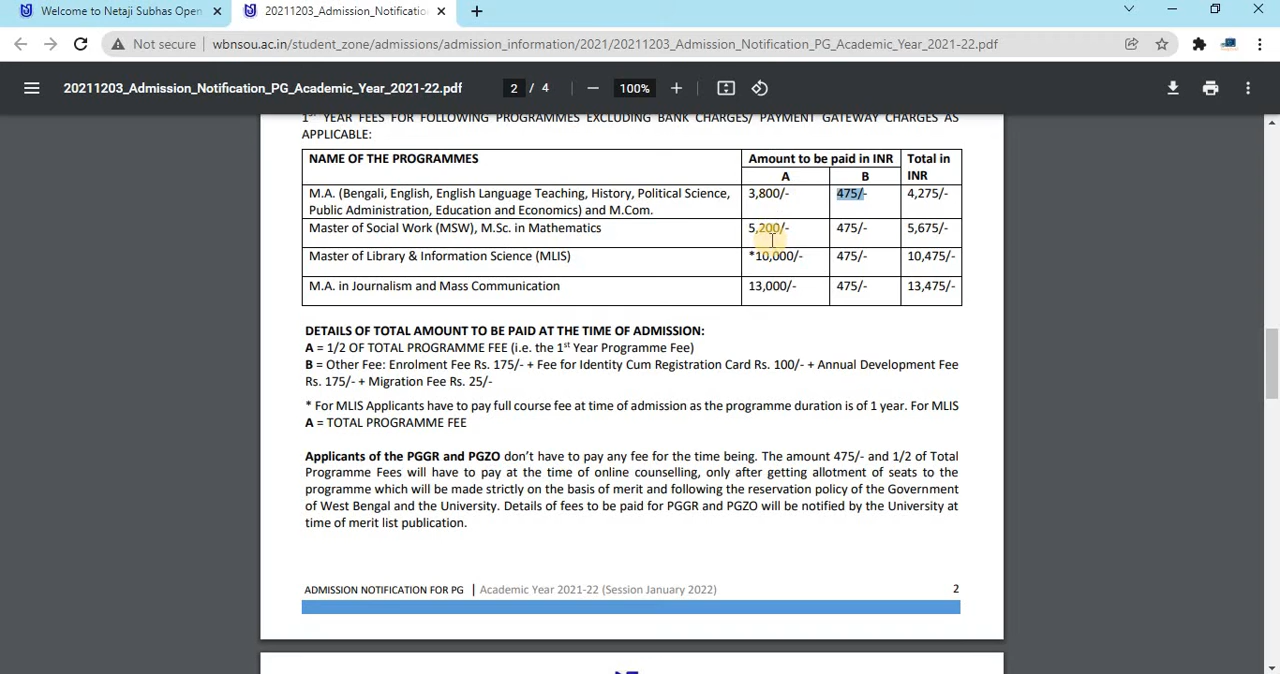 Welcome to Netaji Subhas Open
20211203_Admission_Notificatio
Not secure
wbnsou.ac.in/student_zone/admissions/admission_information/2021/20211203_Admission_Notification_PG_Academic_Year_2021-22.pdf
20211203_Admission_Notification_PG_Academic_Year_2021-22.pdf
2 / 4
100%
1st YEAR FEES FOR FOLLOWING PROGRAMMES EXCLUDING BANK CHARGES/ PAYMENT GATEWAY CHARGES AS
APPLICABLE:
NAME OF THE PROGRAMMES Amount to be paid in INR Total in
A B INR
M.A. (Bengali, English, English Language Teaching, History, Political Science, 3,800/- 475/- 4,275/-
Public Administration, Education and Economics) and M.Com.
Master of Social Work (MSW), M.Sc. in Mathematics 5,200/- 475/- 5,675/-
Master of Library & Information Science (MLIS) *10,000/- 475/- 10,475/-
M.A. in Journalism and Mass Communication 13,000/- 475/- 13,475/-
DETAILS OF TOTAL AMOUNT TO BE PAID AT THE TIME OF ADMISSION:
A = 1/2 OF TOTAL PROGRAMME FEE (i.e. the 1st Year Programme Fee)
B = Other Fee: Enrolment Fee Rs. 175/- + Fee for Identity Cum Registration Card Rs. 100/- + Annual Development Fee
Rs. 175/- + Migration Fee Rs. 25/-
* For MLIS Applicants have to pay full course fee at time of admission as the programme duration is of 1 year. For MLIS
A = TOTAL PROGRAMME FEE
Applicants of the PGGR and PGZO don't have to pay any fee for the time being. The amount 475/- and 1/2 of Total
Programme Fees will have to pay at the time of online counselling, only after getting allotment of seats to the
programme which will be made strictly on the basis of merit and following the reservation policy of the Government
of West Bengal and the University. Details of fees to be paid for PGGR and PGZO will be notified by the University at
time of merit list publication.
ADMISSION NOTIFICATION FOR PG | Academic Year 2021-22 (Session January 2022) 2